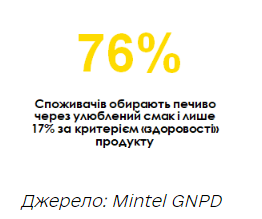 76%
Споживачів обирають печиво
через улюблений смак і лише
17% за критерієм «здоровості»
продукту
Джерело: Mintel GNPD